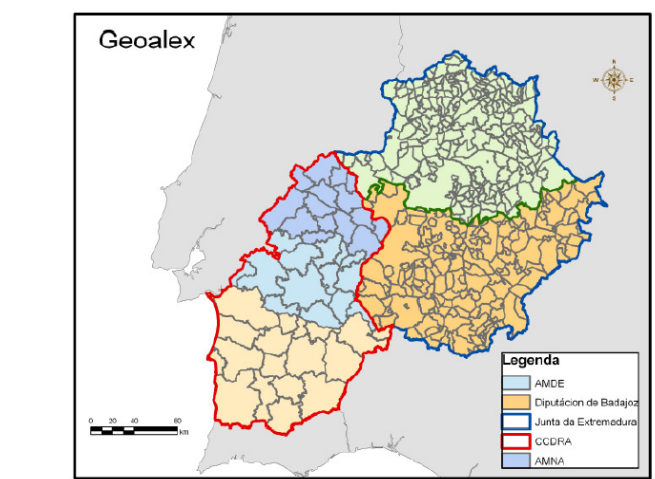 Geoalex
N
W E
S
Legenda
AMDE
Diputácion de Badajoz
Junta da Extremadura
CCDRA
AMNA
0 20 40 80
km